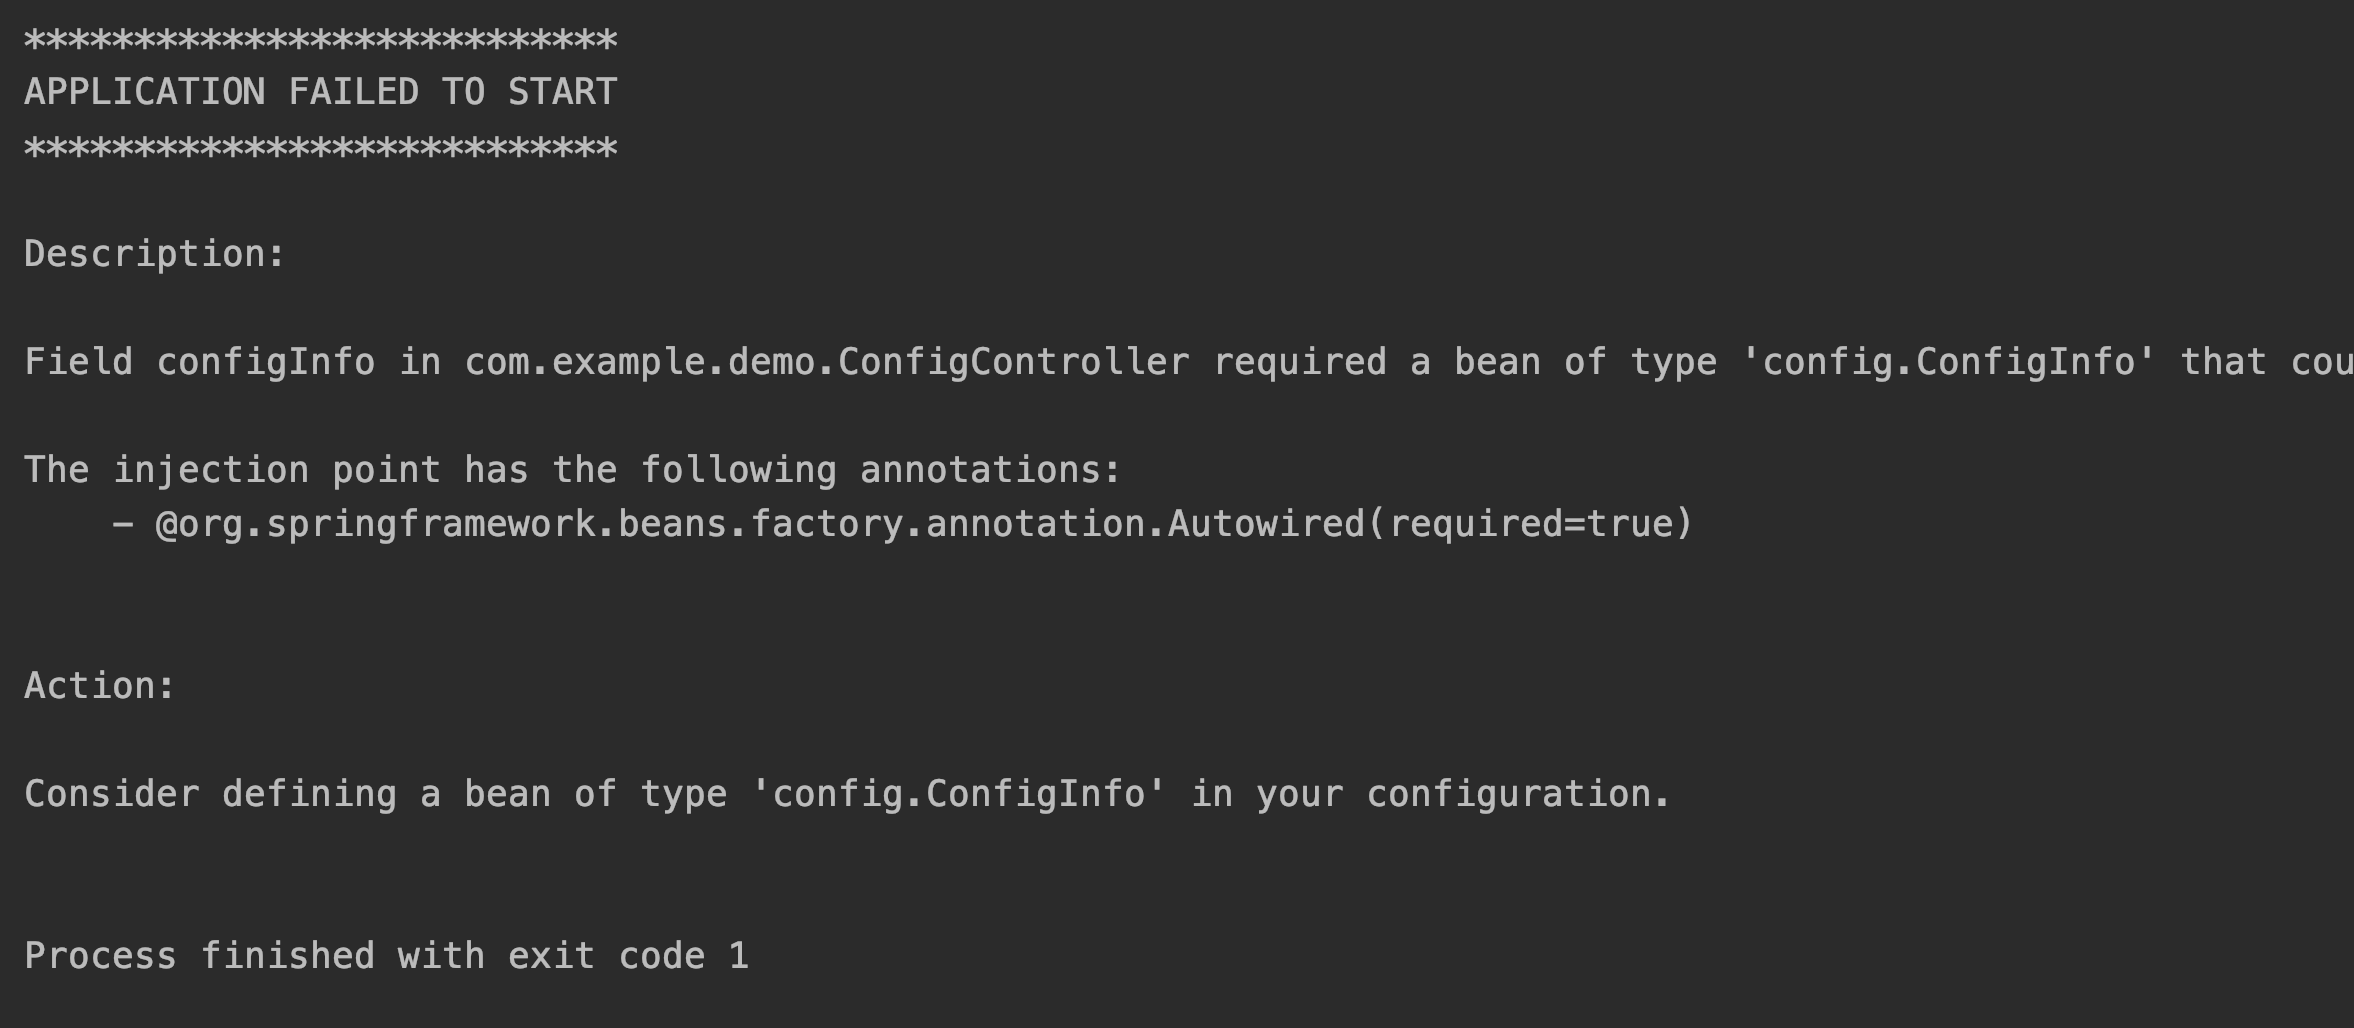 ***************************
APPLICATION FAILED TO START
***************************
Description:
Field configInfo in com.example.demo.ConfigController required a bean of type 'config.ConfigInfo' that cou
The injection point has the following annotations:
– @org.springframework.beans.factory.annotation.Autowired(required=true)
Action:
Consider defining a bean of type 'config.ConfigInfo' in your configuration.
Process finished with exit code 1